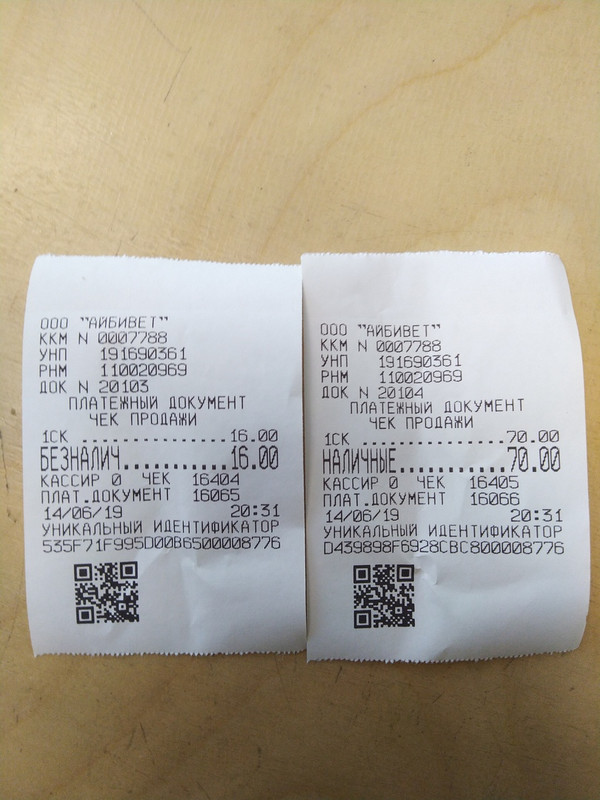 ООО "АЙБИВЕТ"
ККМ N 0007788
УНП 191690361
РНМ 110020969
ДОК N 20103
ПЛАТЕЖНЫЙ ДОКУМЕНТ
ЧЕК ПРОДАЖИ
1СК ..............16.00
БЕЗНАЛИЧ..........16.00
КАССИР 0 ЧЕК 16404
ПЛАТ.ДОКУМЕНТ 16065
14/06/19 20:31
УНИКАЛЬНЫЙ ИДЕНТИФИКАТОР
535F71F995D00B6500008776
ООО "АЙБИВЕТ"
ККМ N 0007788
УНП 191690361
РНМ 110020969
ДОК N 20104
ПЛАТЕЖНЫЙ ДОКУМЕНТ
ЧЕК ПРОДАЖИ
1СК ..............70.00
НАЛИЧНЫЕ..........70.00
КАССИР 0 ЧЕК 16405
ПЛАТ.ДОКУМЕНТ 16066
14/06/19 20:31
УНИКАЛЬНЫЙ ИДЕНТИФИКАТОР
D439898F6928CBC800008776